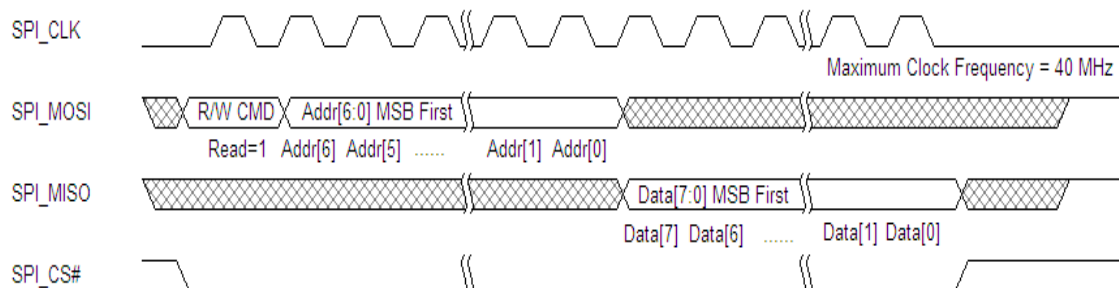 SPI_CLK
Maximum Clock Frequency = 40 MHz
SPI_MOSI
R/W CMD
Addr[6:0] MSB First
Read=1 Addr[6] Addr[5] ...... Addr[1] Addr[0]
SPI_MISO
Data[7:0] MSB First
Data[7] Data[6] ...... Data[1] Data[0]
SPI_CS#